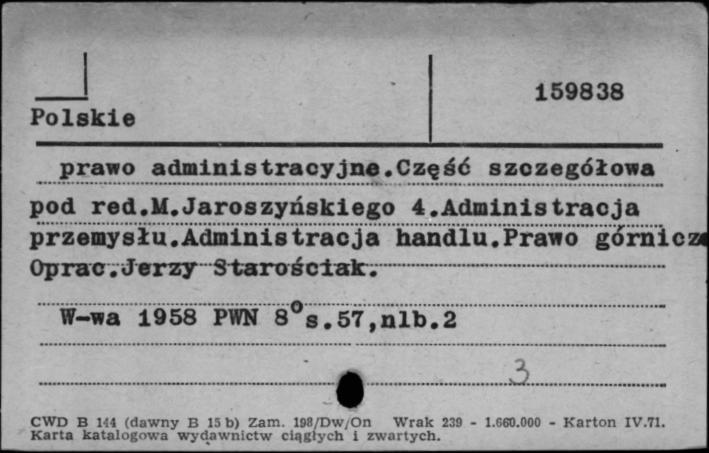 159838
Polskie
prawo administracyjne.Część szczegółowa
pod red.M.Jaroszyńskiego 4.Administracja
przemysłu.Administracja handlu.Prawo górnicze
Oprac.Jerzy Starościak.
W-wa 1958 PWN 8°s.57,nlb.2
3
CWD B 144 (dawny B 15 b) Zam. 198/Dw/On Wrak 239 - 1.660.000 - Karton IV.71.
Karta katalogowa wydawnictw ciągłych i zwartych.